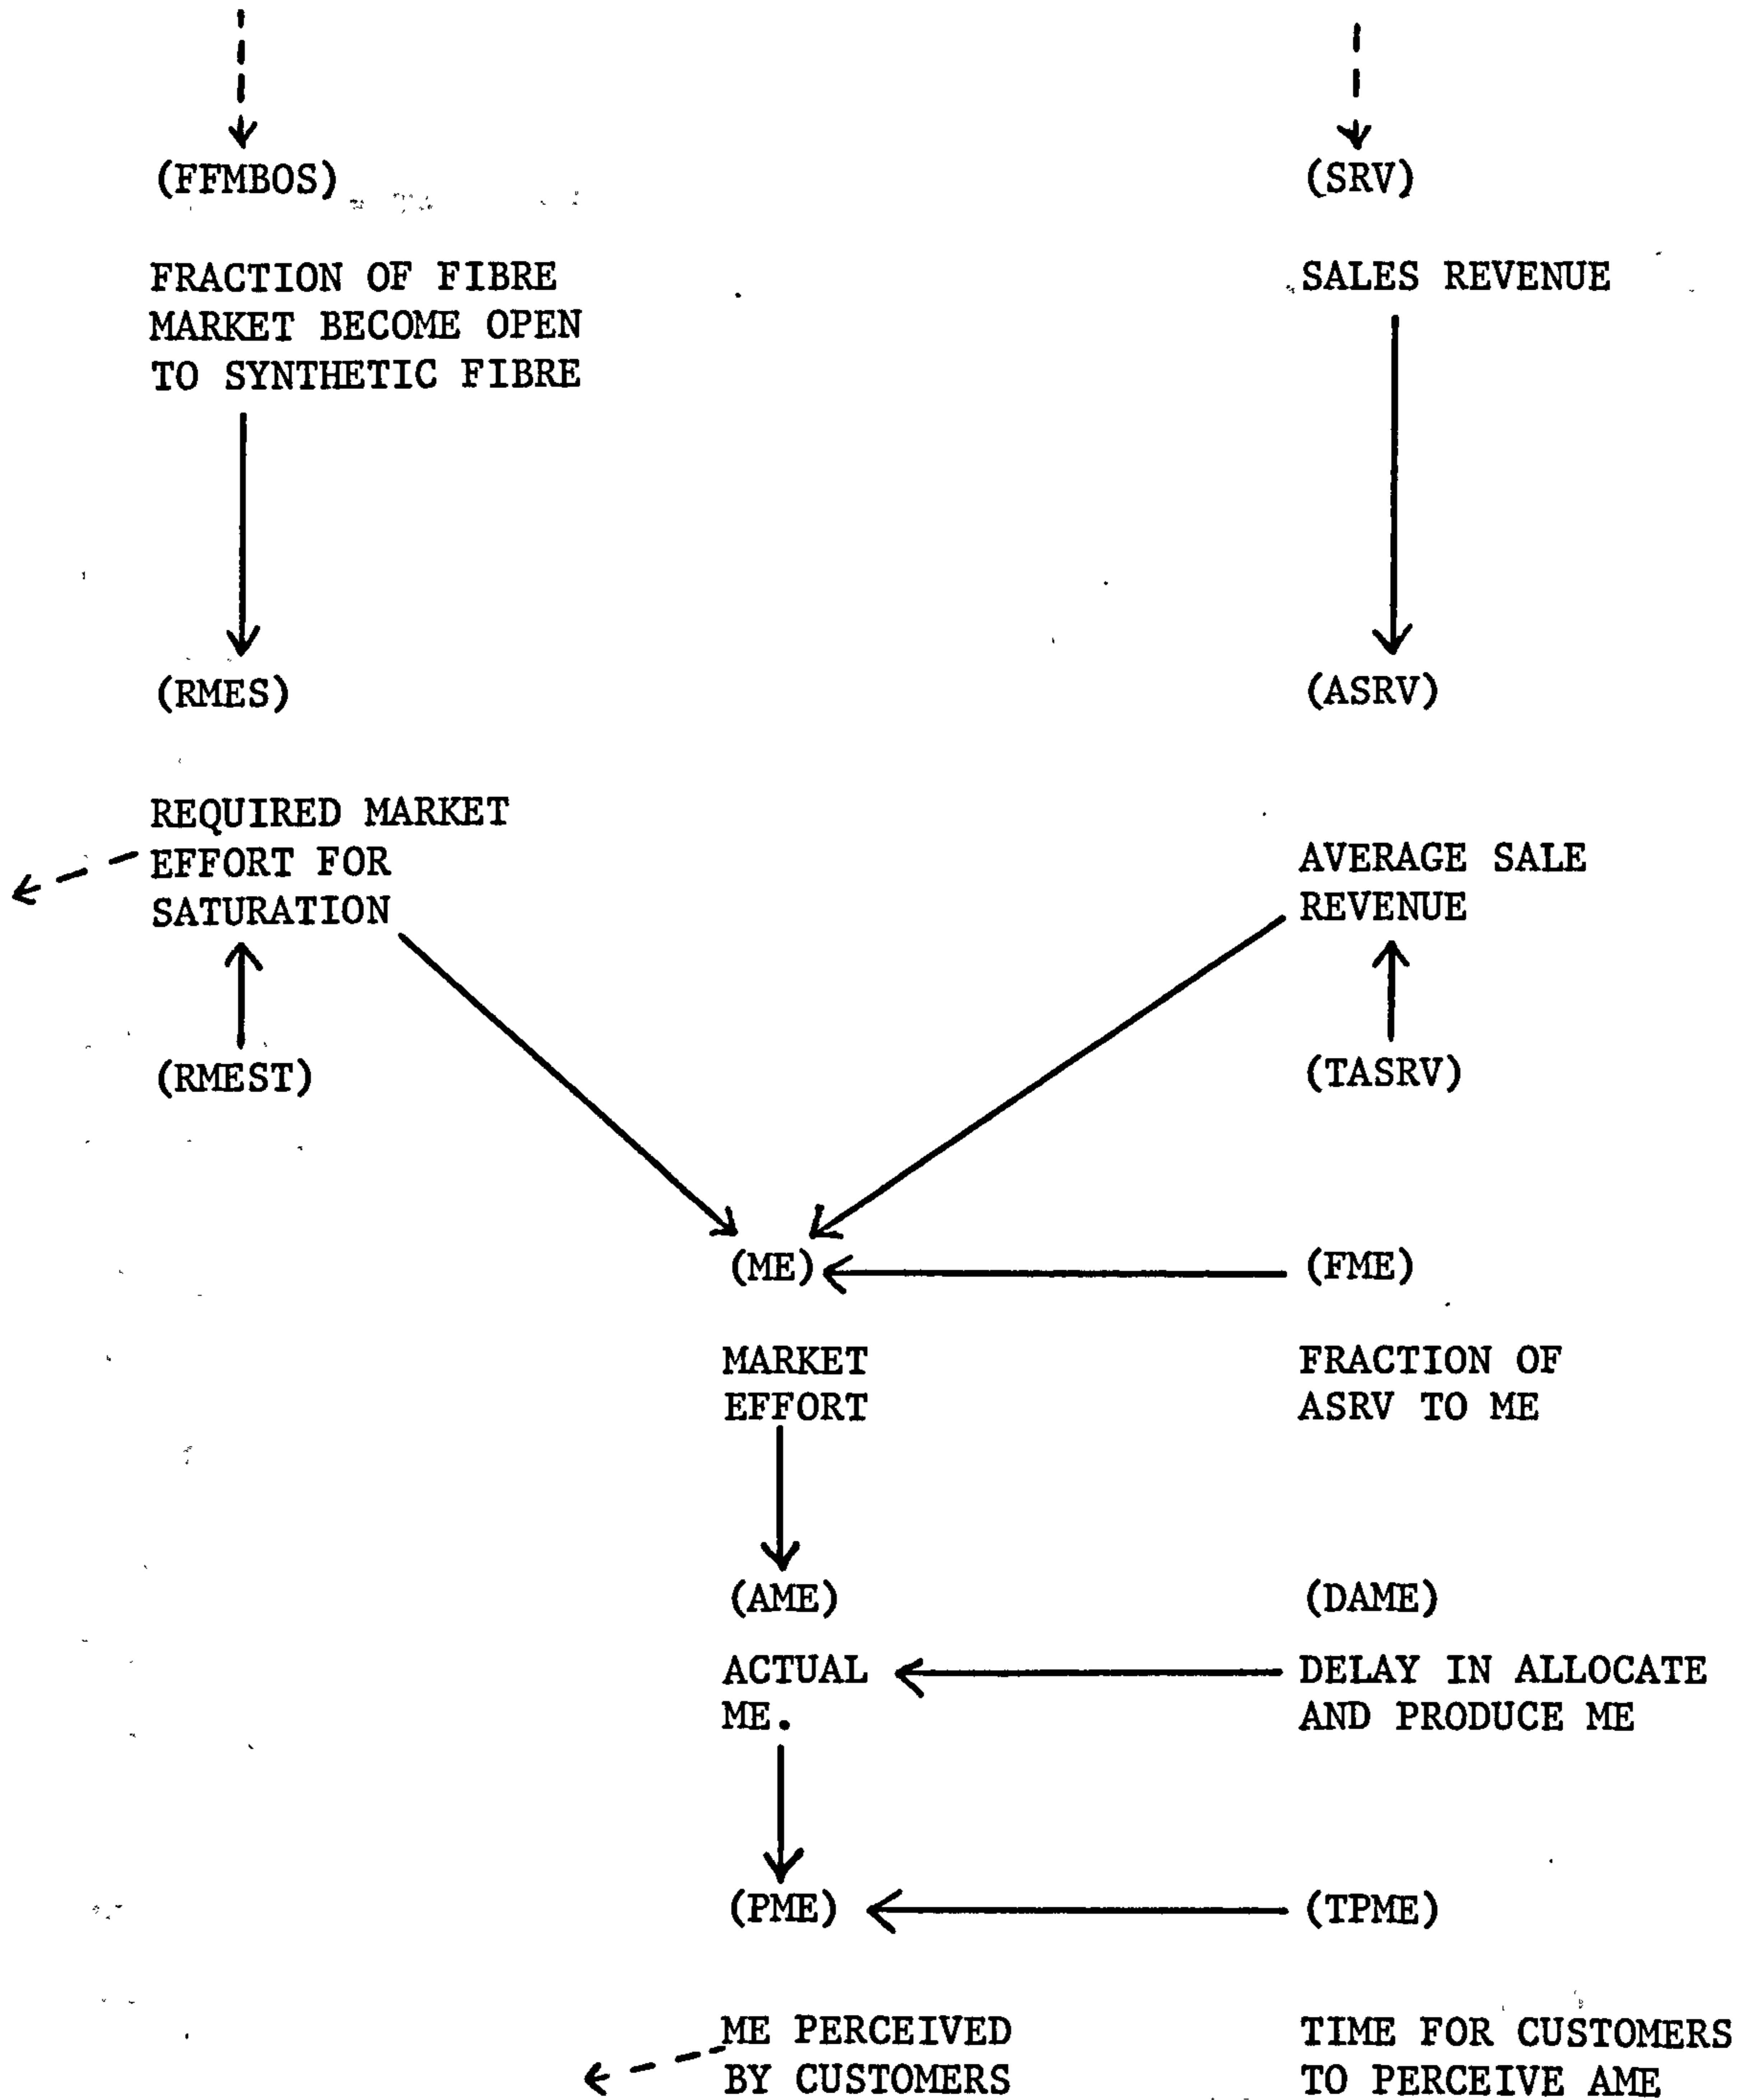 (FFMBOS)
FRACTION OF FIBRE
MARKET BECOME OPEN
TO SYNTHETIC FIBRE
(SRV)
SALES REVENUE
(RMES)
REQUIRED MARKET
EFFORT FOR
SATURATION
(RMEST)
(ASRV)
AVERAGE SALE
REVENUE
(TASRV)
(ME)
MARKET
EFFORT
(FME)
FRACTION OF
ASRV TO ME
(AME)
ACTUAL
ME.
(DAME)
DELAY IN ALLOCATE
AND PRODUCE ME
(PME)
ME PERCEIVED
BY CUSTOMERS
(TPME)
TIME FOR CUSTOMERS
TO PERCEIVE AME